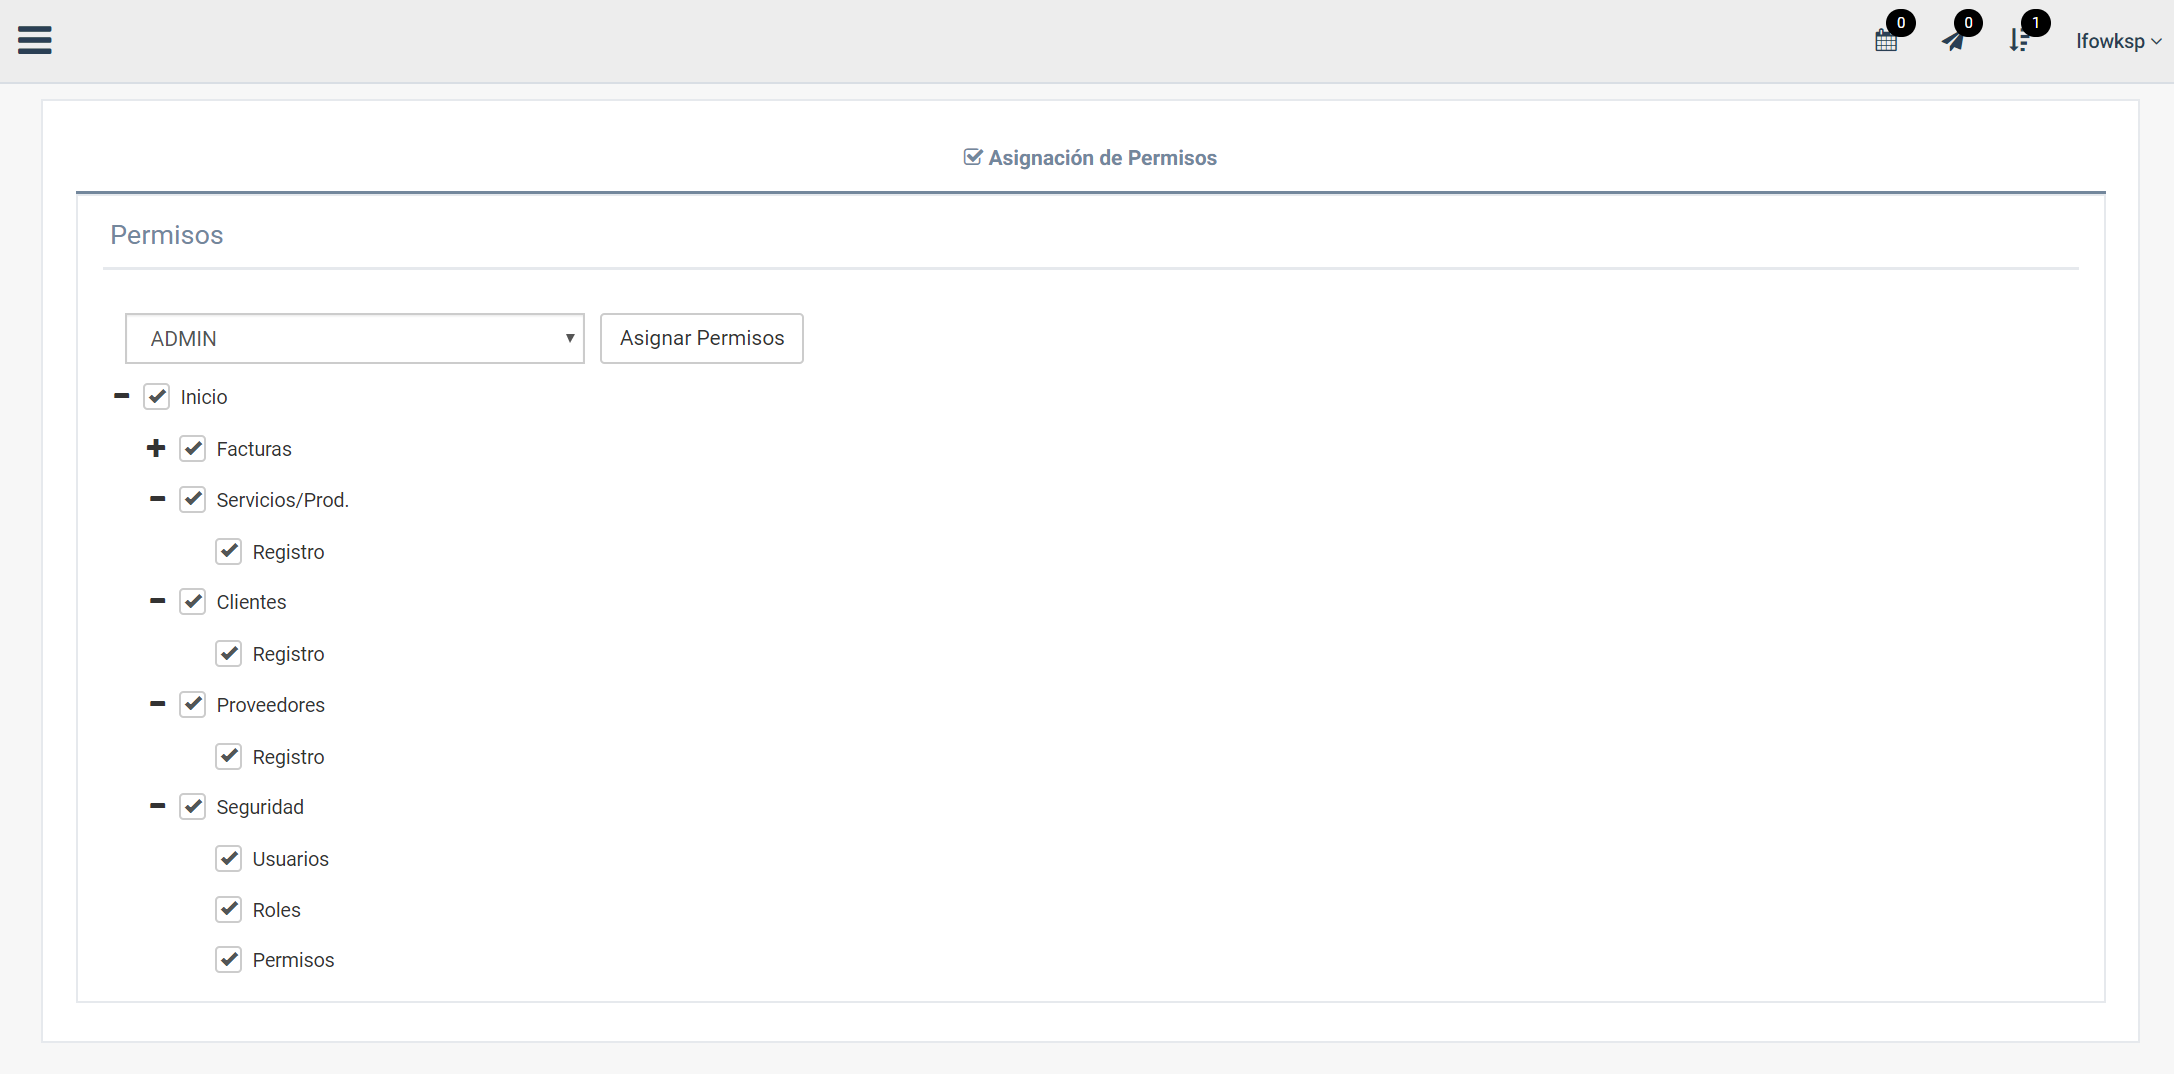 0
0
1
lfowksp
Asignación de Permisos
Permisos
ADMIN
Asignar Permisos
Inicio
Facturas
Servicios/Prod.
Registro
Clientes
Registro
Proveedores
Registro
Seguridad
Usuarios
Roles
Permisos